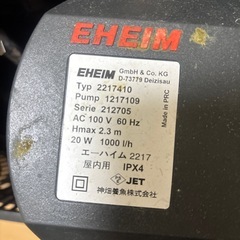 EHEIM
EHEIM GmbH & Co. KG
D-73779 Deizisau
Typ 2217410
Pump 1217109
Serie 212705
AC 100 V 60 Hz
Hmax 2.3 m
20 W 1000 l/h
エーハイム 2217
屋内用 IPX4
JET
神畑養魚株式会社
Made in PRC